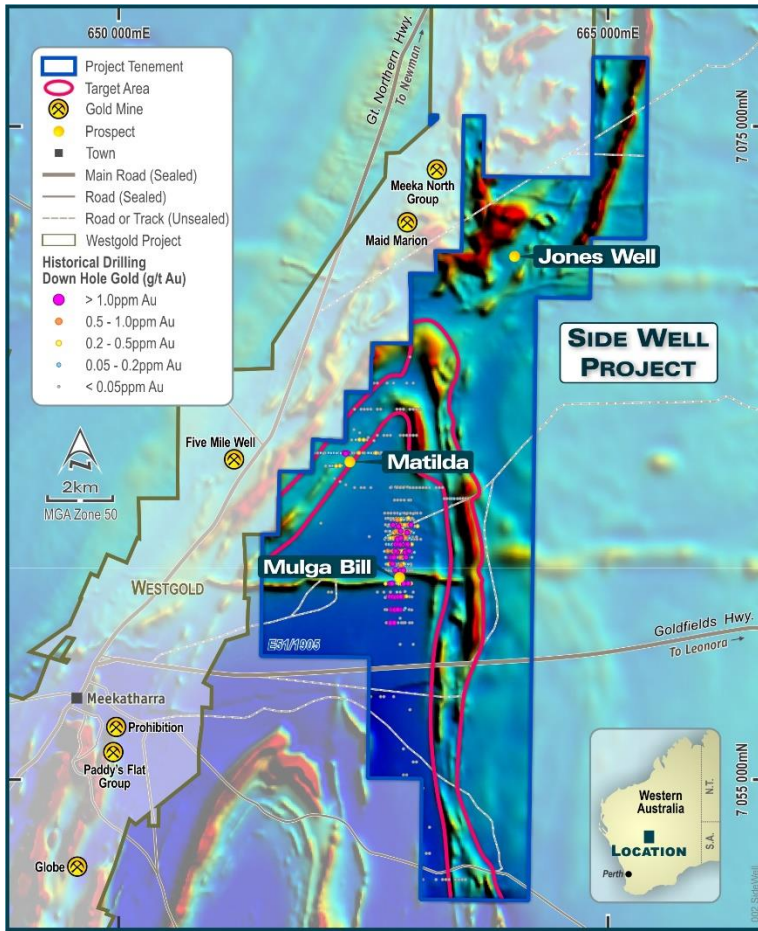 650 000mE
665 000mE
Project Tenement
Target Area
Gold Mine
Prospect
Town
Main Road (Sealed)
Road (Sealed)
Road or Track (Unsealed)
Westgold Project
Historical Drilling
Down Hole Gold (g/t Au)
> 1.0ppm Au
0.5 - 1.0ppm Au
0.2 - 0.5ppm Au
0.05 - 0.2ppm Au
< 0.05ppm Au
Gt. Northern Hwy.
To Newman
7 075 000mN
Meeka North
Group
Maid Marion
Jones Well
SIDE WELL
PROJECT
Five Mile Well
N
2km
MGA Zone 50
Matilda
Mulga Bill
WESTGOLD
E51/1905
Goldfields Hwy.
To Leonora
Meekatharra
Prohibition
Paddy's Flat
Group
Globe
7 055 000mN
Western
Australia
LOCATION
Perth
N.T.
S.A.
002 SideWell